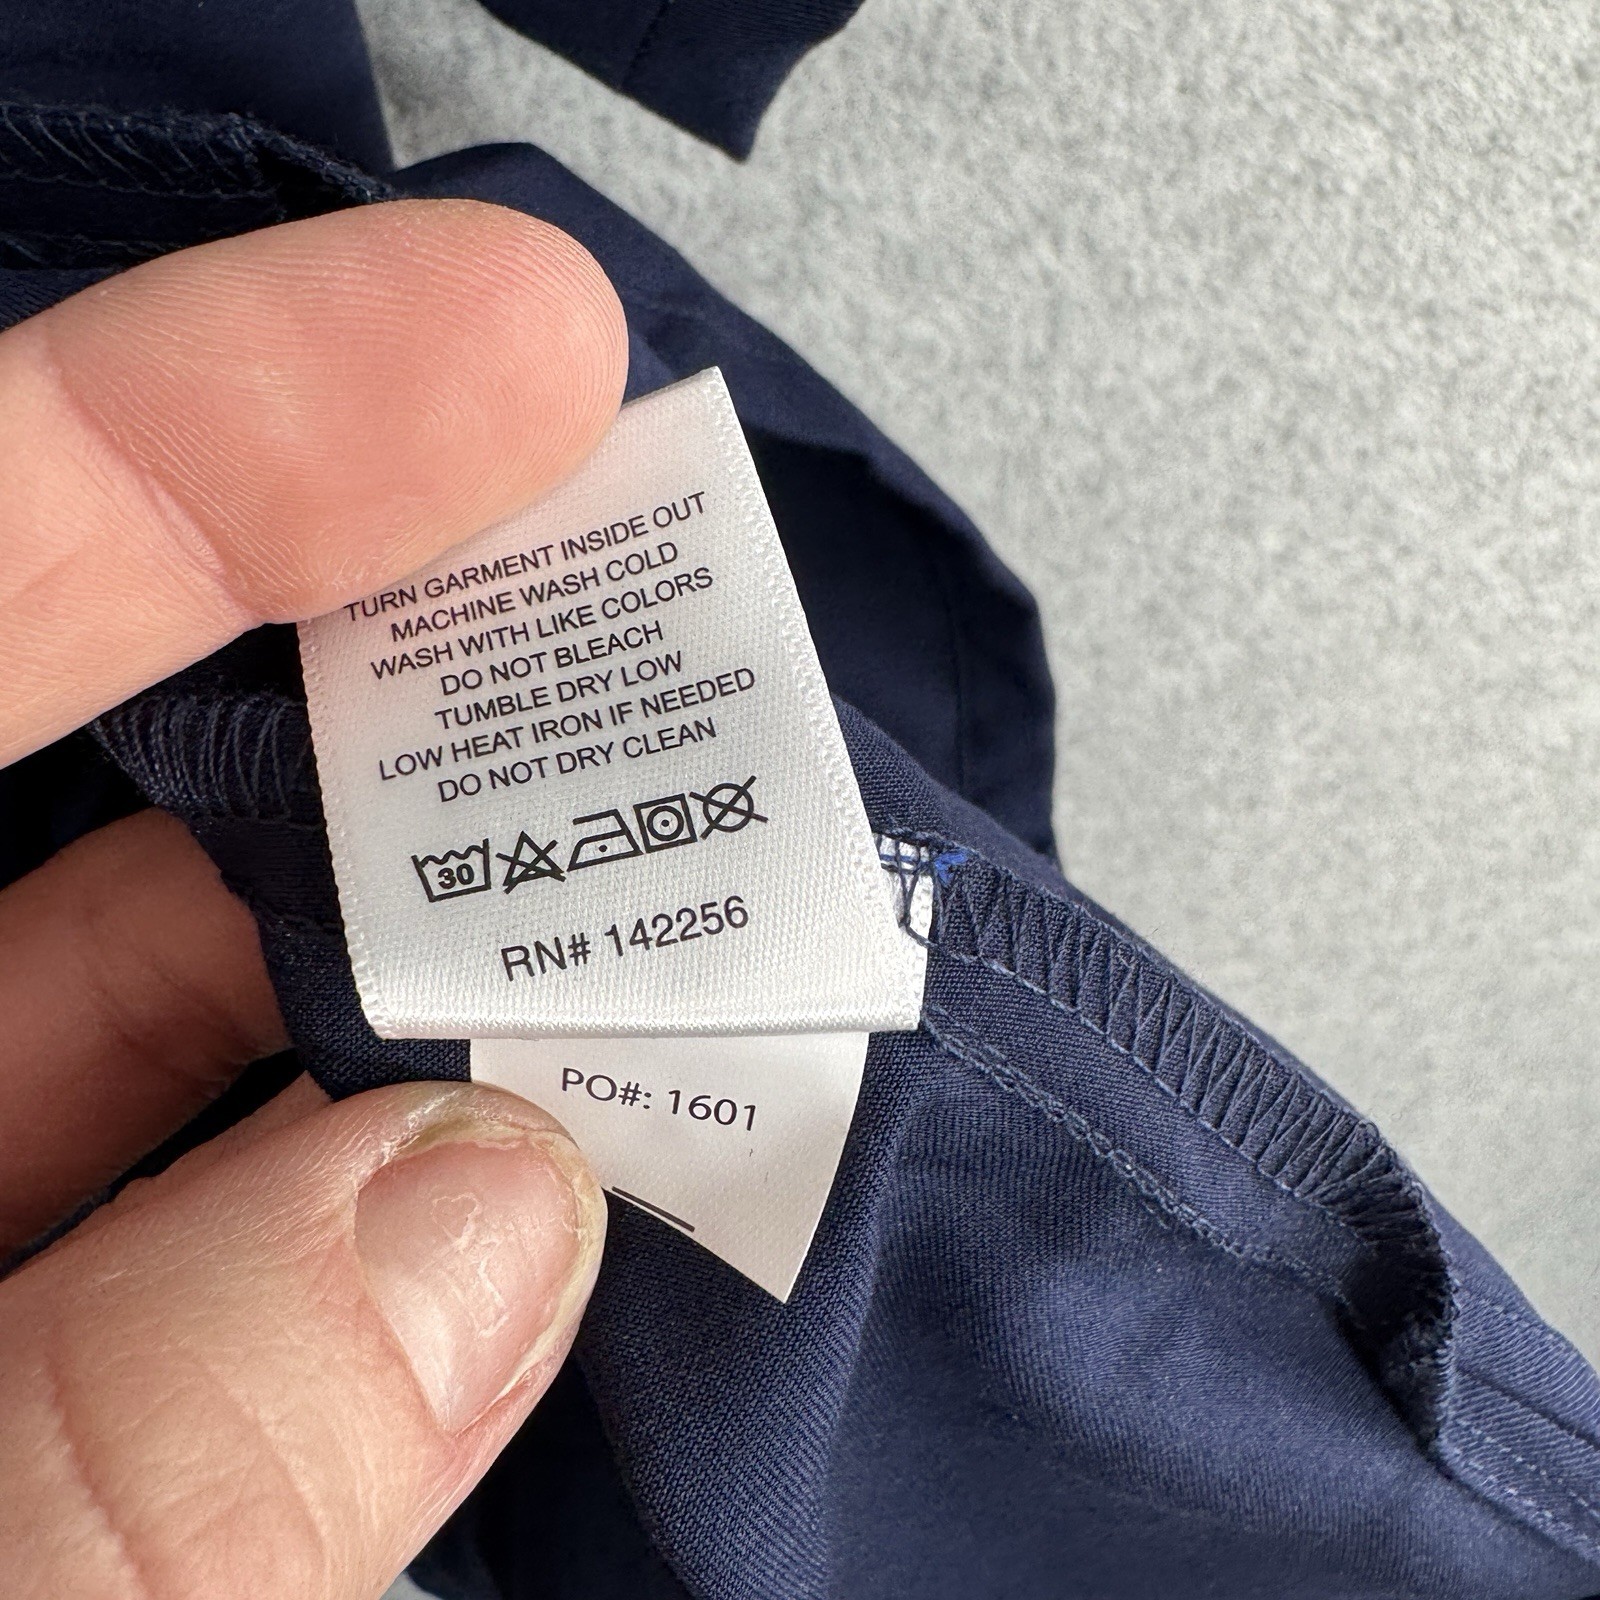 TURN GARMENT INSIDE OUT
MACHINE WASH COLD
WASH WITH LIKE COLORS
DO NOT BLEACH
TUMBLE DRY LOW
LOW HEAT IRON IF NEEDED
DO NOT DRY CLEAN
30
RN# 142256
PO#: 1601